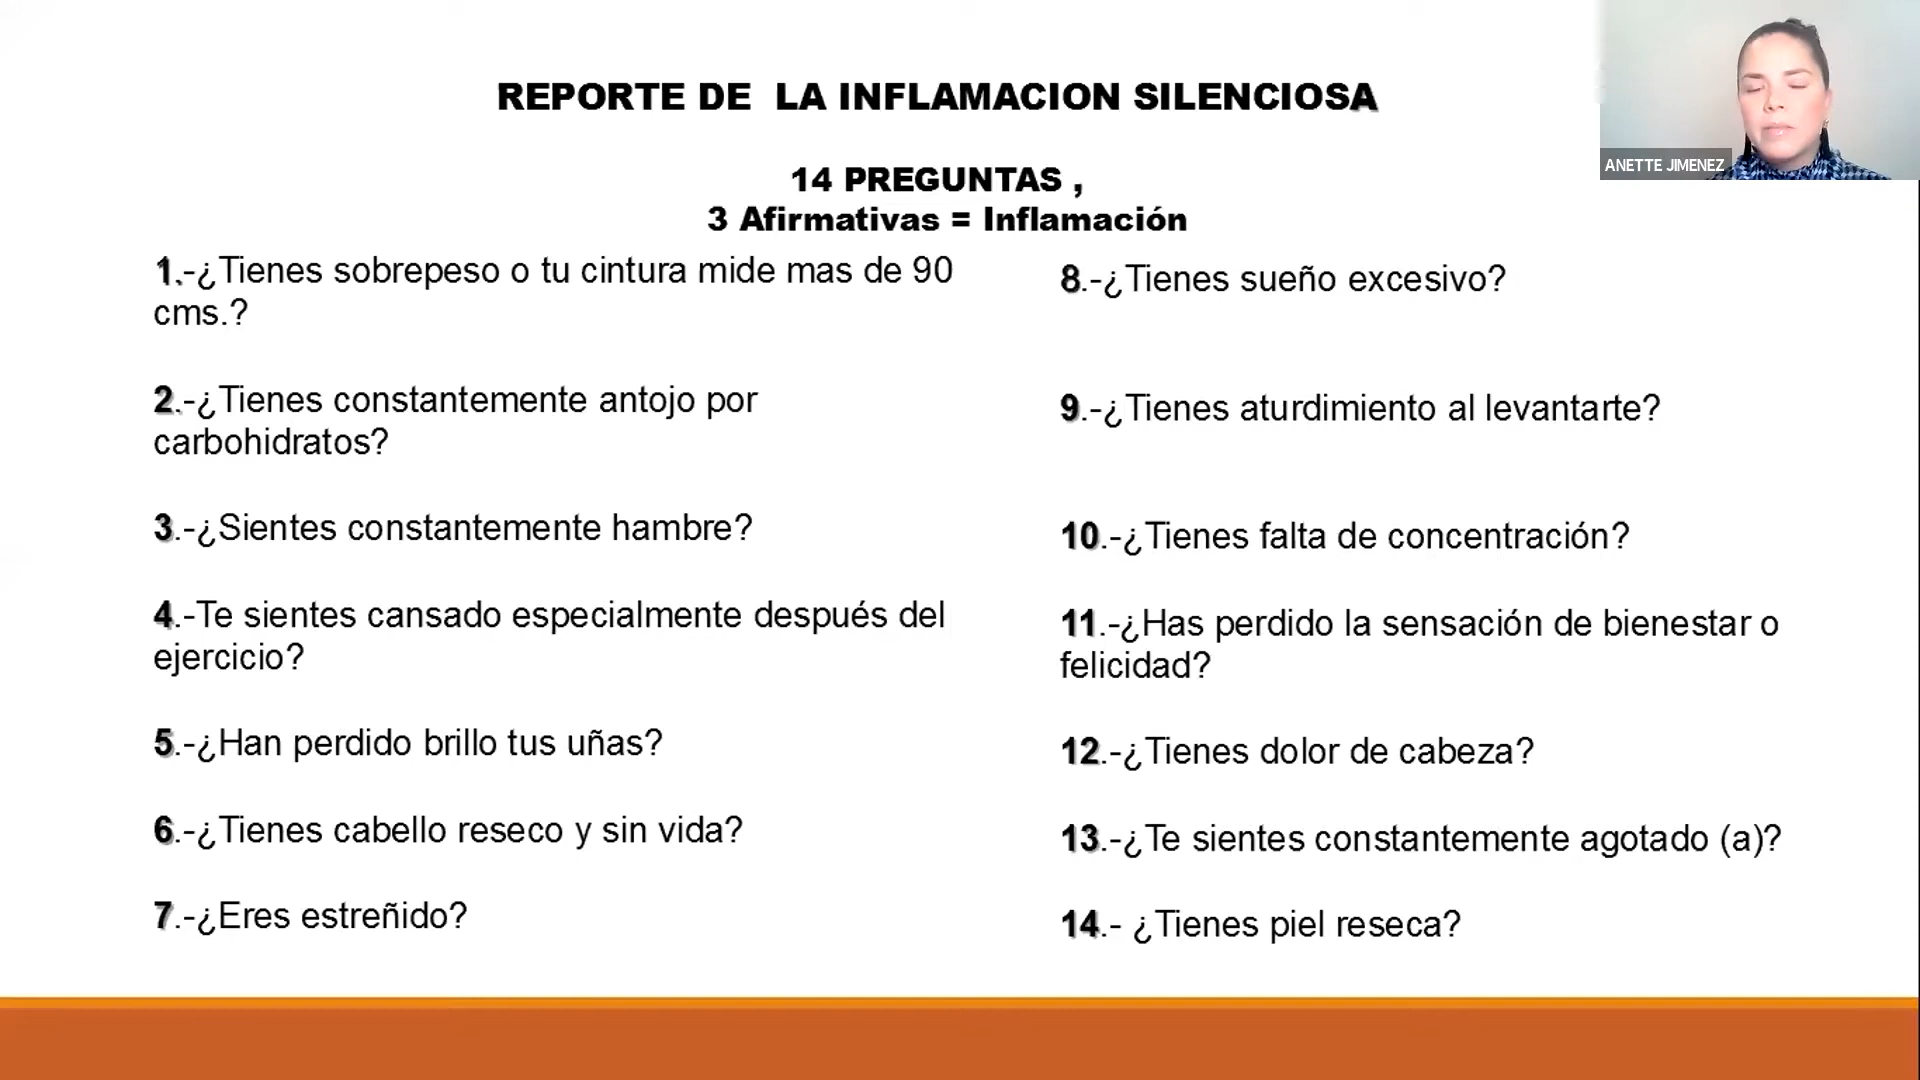 REPORTE DE LA INFLAMACION SILENCIOSA
ANETTE JIMENEZ
14 PREGUNTAS ,
3 Afirmativas = Inflamación
1.-¿Tienes sobrepeso o tu cintura mide mas de 90
cms.?
2.-¿Tienes constantemente antojo por
carbohidratos?
3.-¿Sientes constantemente hambre?
4.-Te sientes cansado especialmente después del
ejercicio?
5.-¿Han perdido brillo tus uñas?
6.-¿Tienes cabello reseco y sin vida?
7.-¿Eres estreñido?
8.-¿Tienes sueño excesivo?
9.-¿Tienes aturdimiento al levantarte?
10.-¿Tienes falta de concentración?
11.-¿Has perdido la sensación de bienestar o
felicidad?
12.-¿Tienes dolor de cabeza?
13.-¿Te sientes constantemente agotado (a)?
14.- ¿Tienes piel reseca?